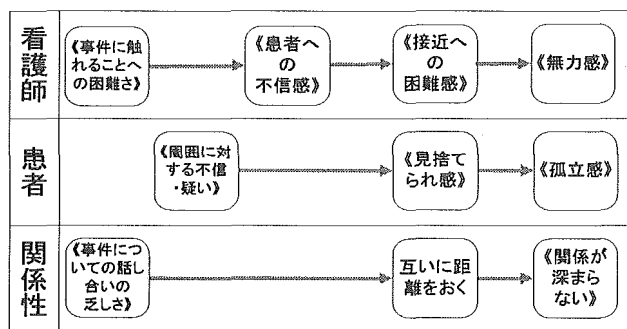 看護師
《事件に触
れることへ
の困難さ》
《患者へ
の
不信感》
《接近へ
の
困難感》
《無力感》
患者
《周囲に対
する不信
・疑い》
《見捨て
られ感》
《孤立感》
関係性
《事件につ
いての話し
合いの
乏しさ》
互いに距
離をおく
《関係が
深まら
ない》